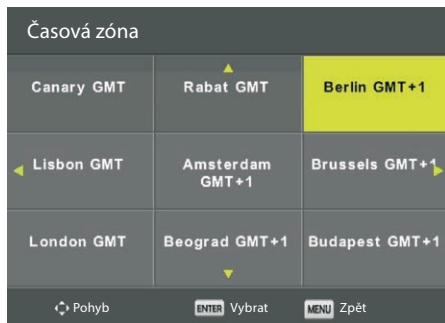 Časová zóna
Canary GMT
Rabat GMT
Berlin GMT+1
Lisbon GMT
Amsterdam
GMT+1
Brussels GMT+1
London GMT
Beograd GMT+1
Budapest GMT+1
Pohyb
ENTER Vybrat
MENU Zpět